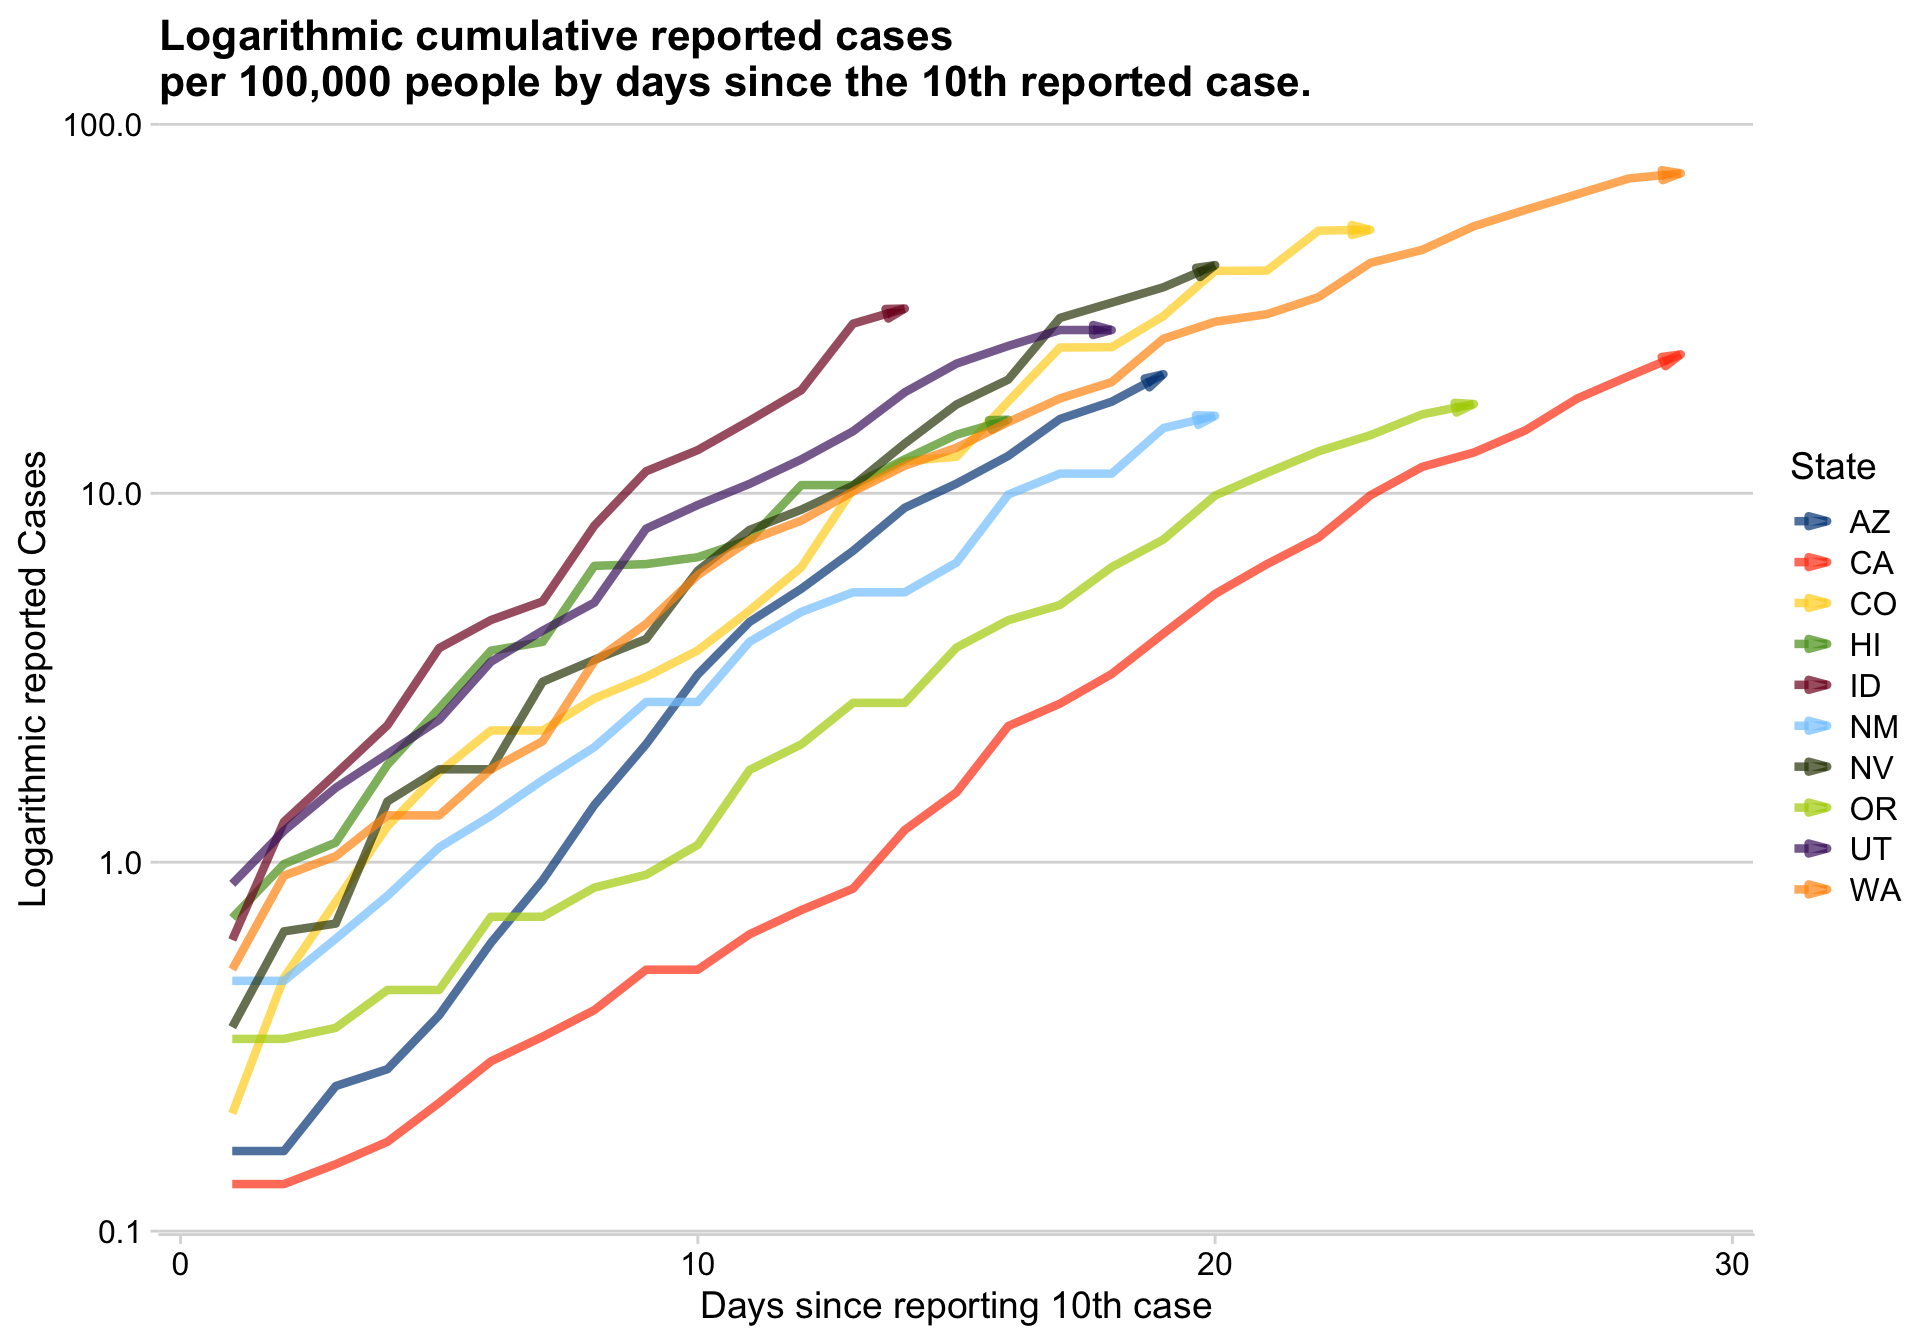 Logarithmic cumulative reported cases
per 100,000 people by days since the 10th reported case.
100.0
10.0
1.0
0.1
Logarithmic reported Cases
0
10
20
30
Days since reporting 10th case
State
AZ
CA
CO
HI
ID
NM
NV
OR
UT
WA